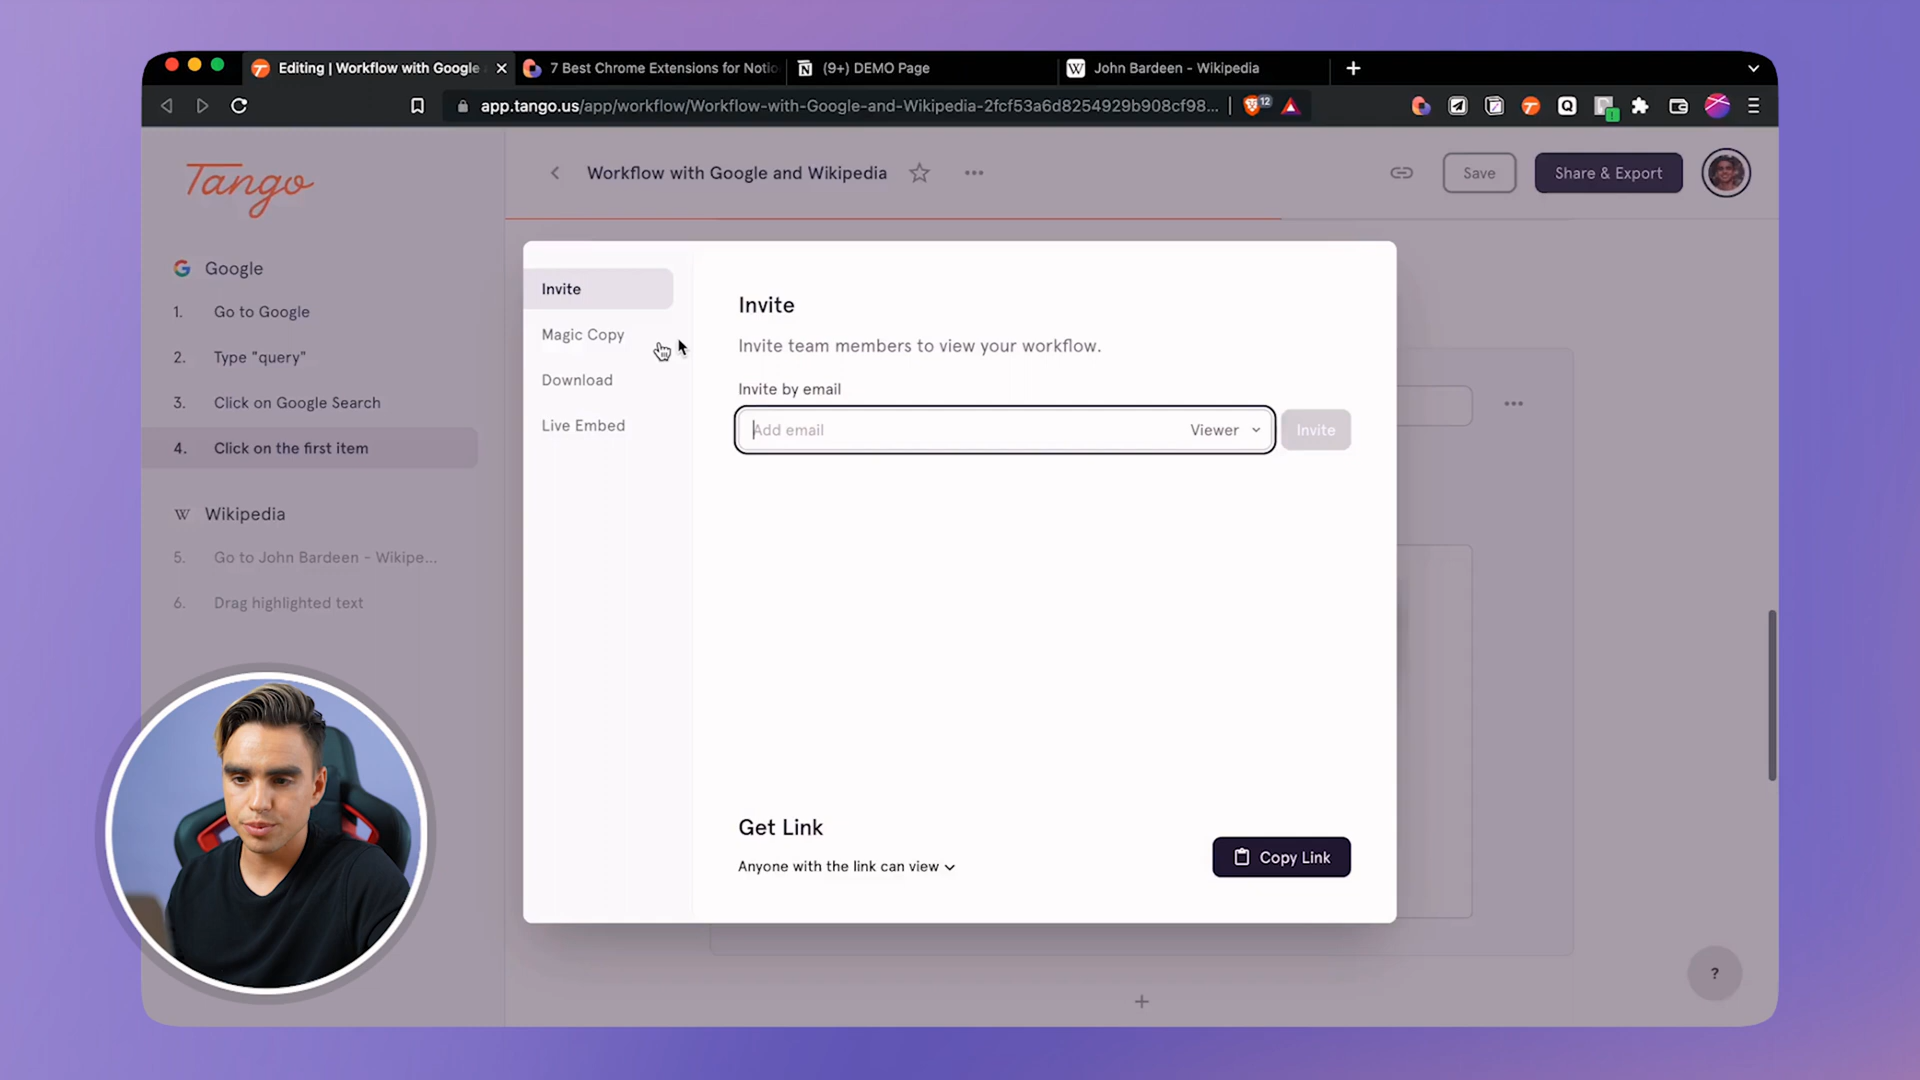 Editing | Workflow with Google
7 Best Chrome Extensions for Notio
(9+) DEMO Page
John Bardeen - Wikipedia
app.tango.us/app/workflow/Workflow-with-Google-and-Wikipedia-2fcf53a6d8254929b908cf98...
12
Tango
Workflow with Google and Wikipedia
Save
Share & Export
Google
1. Go to Google
2. Type "query"
3. Click on Google Search
4. Click on the first item
Wikipedia
5. Go to John Bardeen - Wikipe...
6. Drag highlighted text
Invite
Magic Copy
Download
Live Embed
Invite
Invite team members to view your workflow.
Invite by email
Add email
Viewer
Invite
Get Link
Anyone with the link can view
Copy Link
?